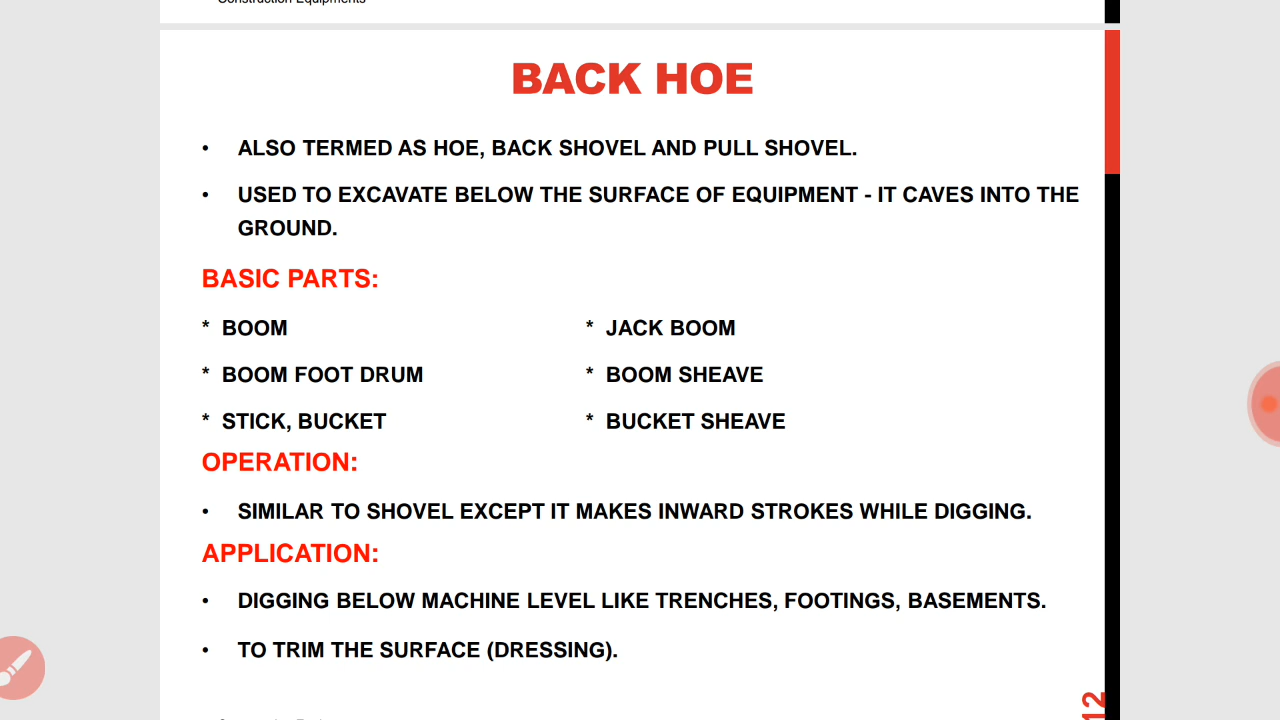 Construction Equipments
BACK HOE
• ALSO TERMED AS HOE, BACK SHOVEL AND PULL SHOVEL.
• USED TO EXCAVATE BELOW THE SURFACE OF EQUIPMENT - IT CAVES INTO THE
GROUND.
BASIC PARTS:
* BOOM * JACK BOOM
* BOOM FOOT DRUM * BOOM SHEAVE
* STICK, BUCKET * BUCKET SHEAVE
OPERATION:
• SIMILAR TO SHOVEL EXCEPT IT MAKES INWARD STROKES WHILE DIGGING.
APPLICATION:
• DIGGING BELOW MACHINE LEVEL LIKE TRENCHES, FOOTINGS, BASEMENTS.
• TO TRIM THE SURFACE (DRESSING).
12